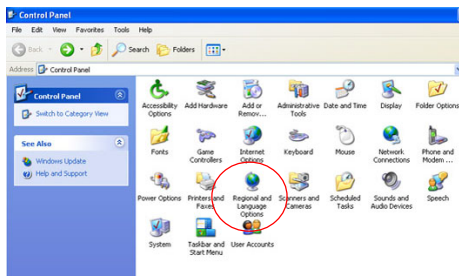 Control Panel
File Edit View Favorites Tools Help
Back Search Folders
Address Control Panel
Control Panel
Switch to Category View
See Also
Windows Update
Help and Support
Accessibility Options
Add Hardware
Add or Remov...
Administrative Tools
Date and Time
Display
Folder Options
Fonts
Game Controllers
Internet Options
Keyboard
Mouse
Network Connections
Phone and Modem ...
Power Options
Printers and Faxes
Regional and Language Options
Scanners and Cameras
Scheduled Tasks
Sounds and Audio Devices
Speech
System
Taskbar and Start Menu
User Accounts